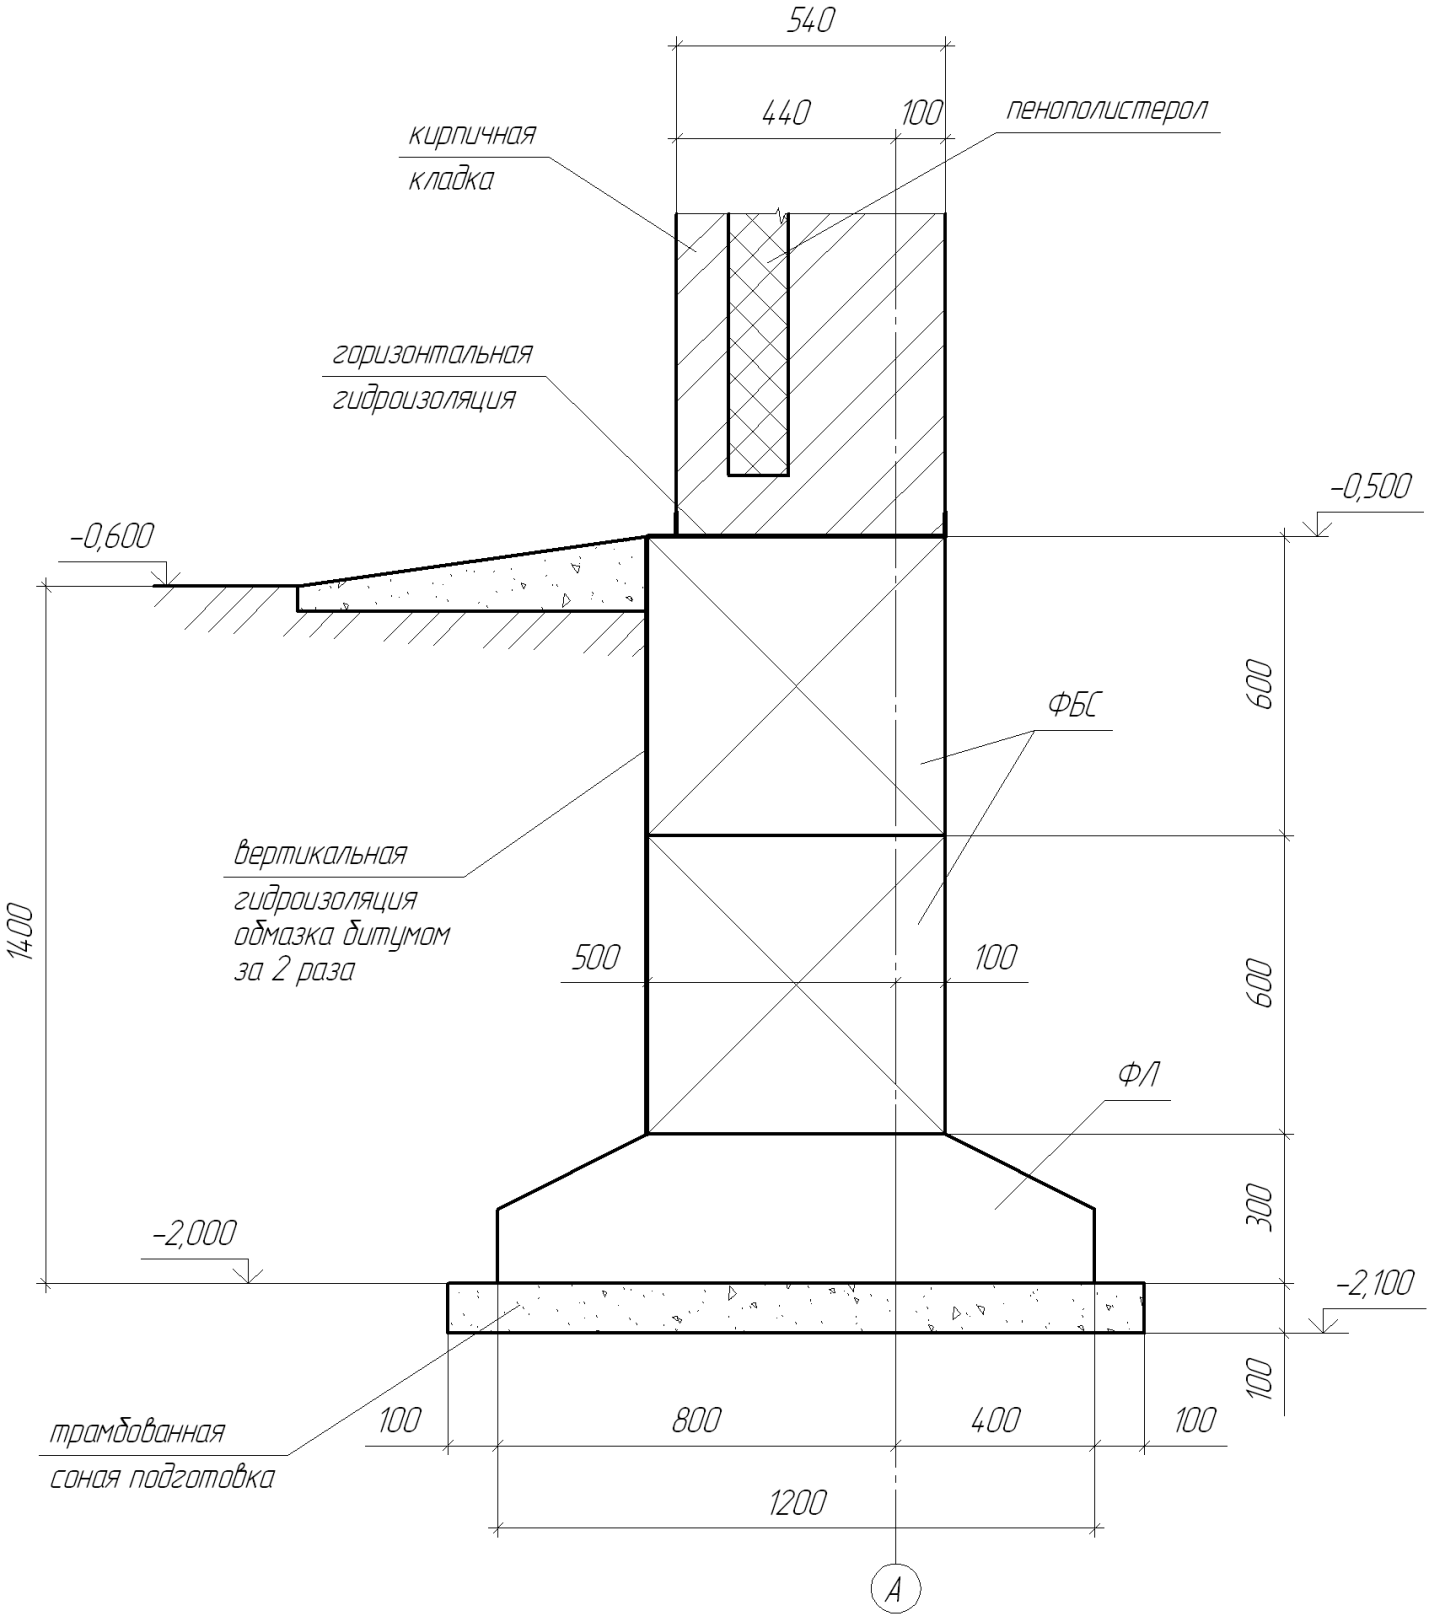 540
440
100
пенополистерол
кирпичная
кладка
горизонтальная
гидроизоляция
-0,500
-0,600
600
ФБС
вертикальная
гидроизоляция
обмазка битумом
за 2 раза
1400
500
100
600
ФЛ
300
-2,000
-2,100
100
трамбованная
соная подготовка
100
800
400
100
1200
А